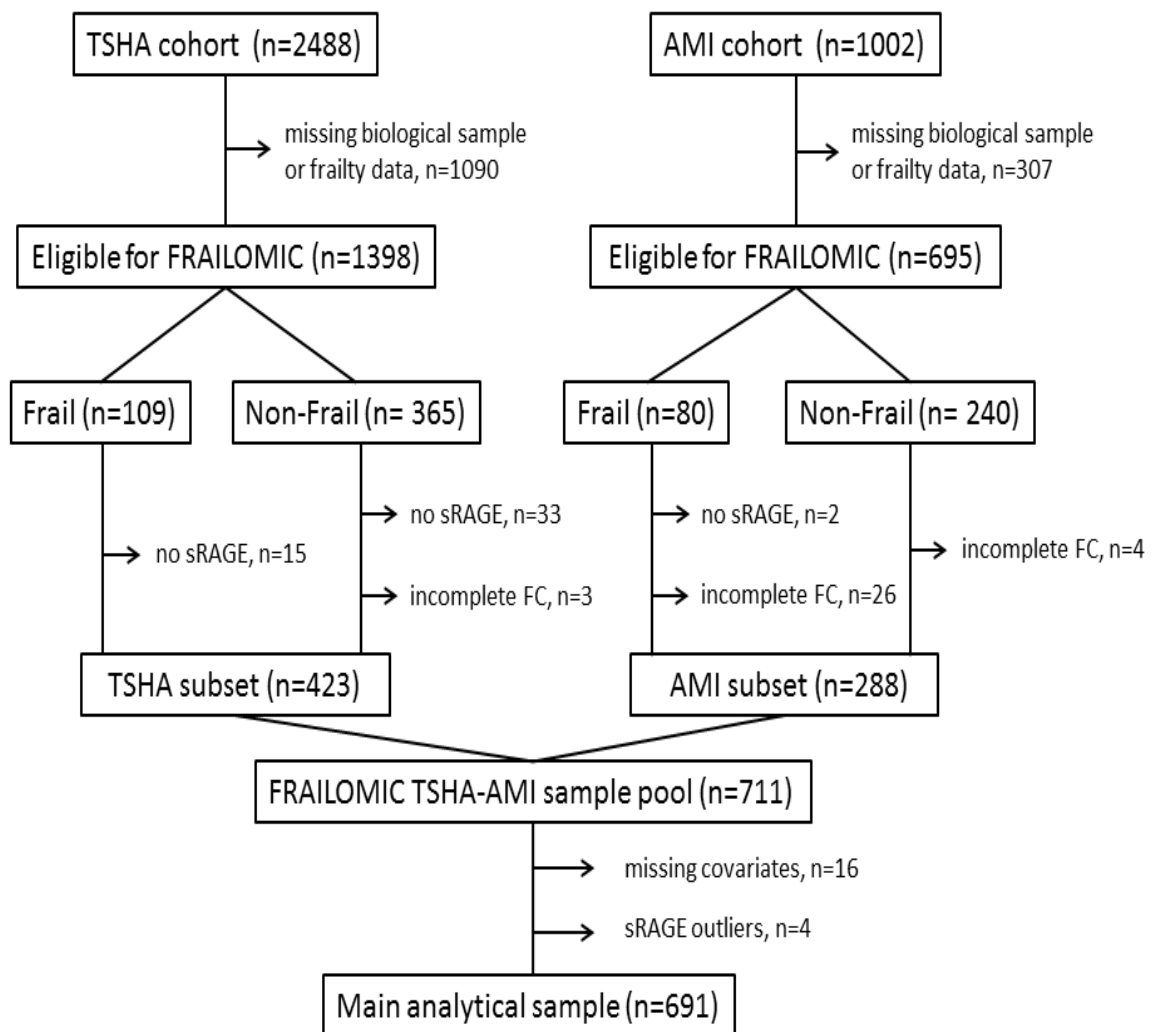 TSHA cohort (n=2488)
AMI cohort (n=1002)
missing biological sample
or frailty data, n=1090
missing biological sample
or frailty data, n=307
Eligible for FRAILOMIC (n=1398)
Eligible for FRAILOMIC (n=695)
Frail (n=109)
Non-Frail (n= 365)
Frail (n=80)
Non-Frail (n= 240)
no sRAGE, n=15
no sRAGE, n=33
incomplete FC, n=3
no sRAGE, n=2
incomplete FC, n=26
incomplete FC, n=4
TSHA subset (n=423)
AMI subset (n=288)
FRAILOMIC TSHA-AMI sample pool (n=711)
missing covariates, n=16
sRAGE outliers, n=4
Main analytical sample (n=691)